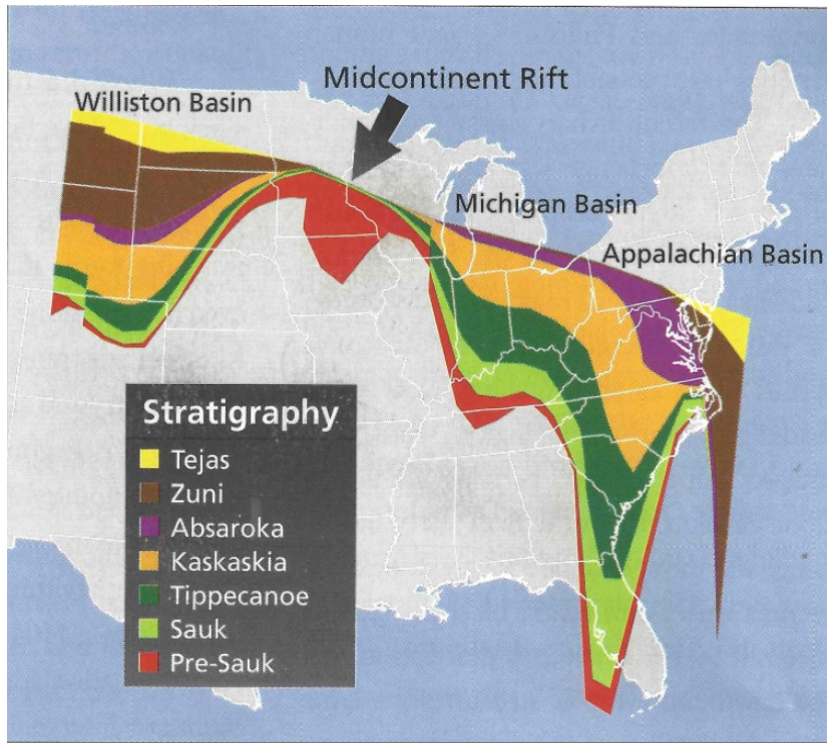 Midcontinent Rift
Williston Basin
Michigan Basin
Appalachian Basin
Stratigraphy
Tejas
Zuni
Absaroka
Kaskaskia
Tippecanoe
Sauk
Pre-Sauk